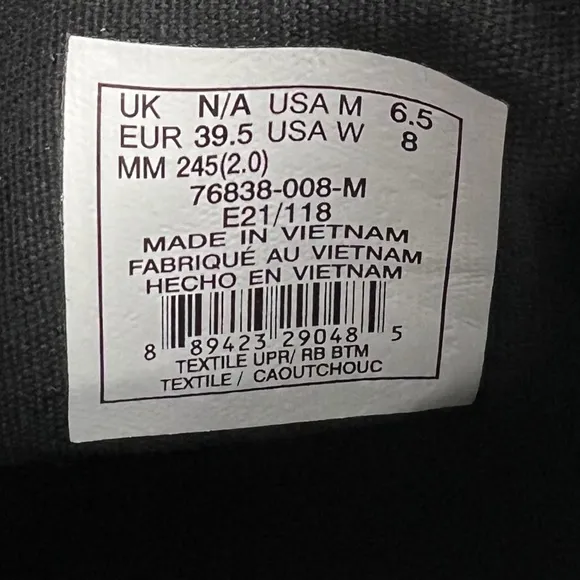 UK N/A USA M 6.5
EUR 39.5 USA W 8
MM 245(2.0)
76838-008-M
E21/118
MADE IN VIETNAM
FABRIQUÉ AU VIETNAM
HECHO EN VIETNAM
8 89423 29048 5
TEXTILE UPR/ RB BTM
TEXTILE / CAOUTCHOUC